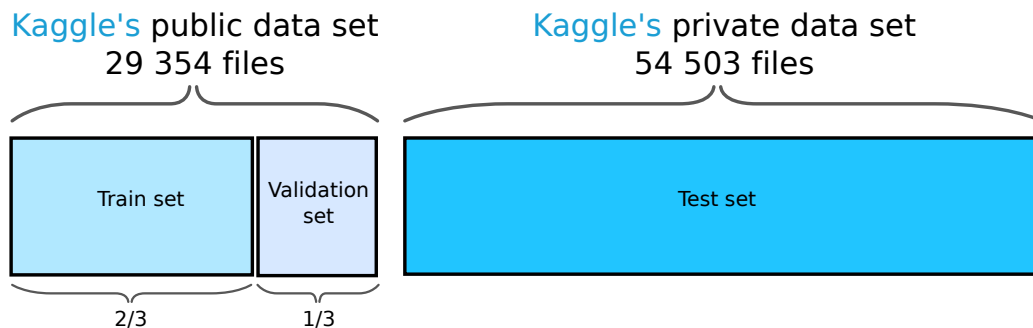 Kaggle's public data set
29 354 files
Kaggle's private data set
54 503 files
Train set
Validation
set
Test set
2/3
1/3